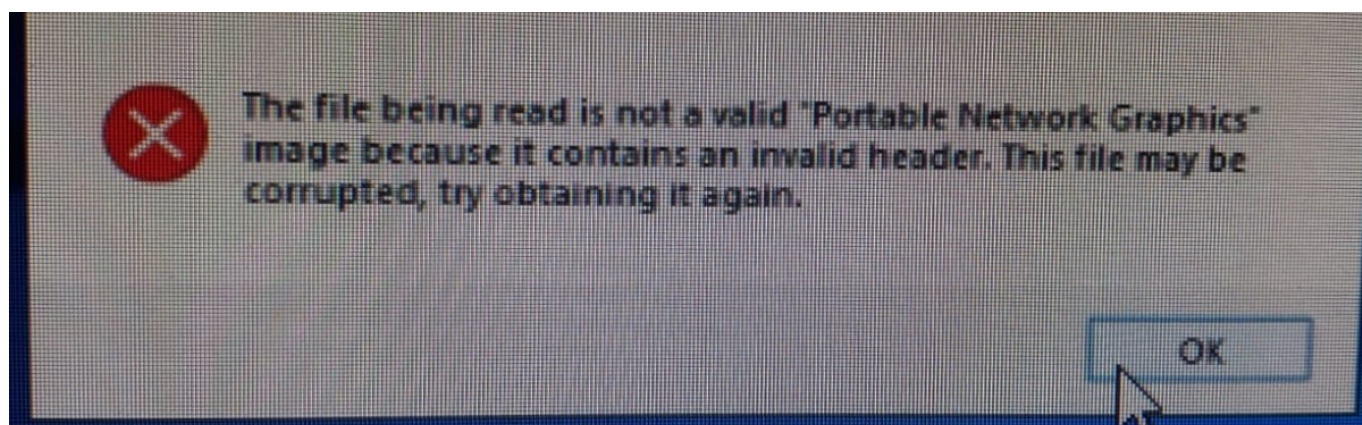 The file being read is not a valid "Portable Network Graphics"
image because it contains an invalid header. This file may be
corrupted, try obtaining it again.
OK